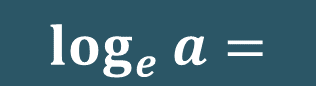 logₑ a =